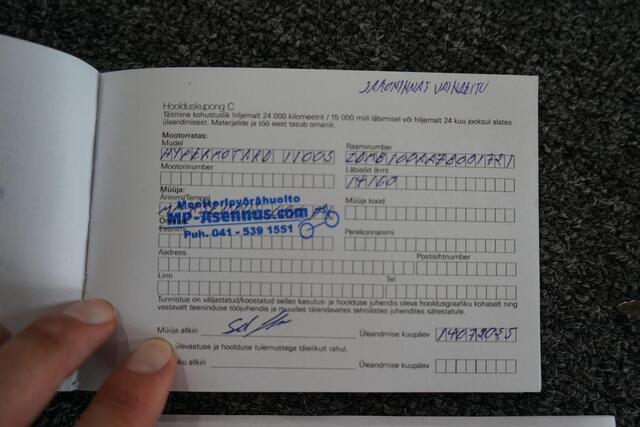 Hoolduskupong C
Täitmine kohustuslik hiljemalt 24 000 kilomeetrit / 15 000 miili läbimisel või hiljemalt 24 kuu jooksul alates
üleandmisest. Materjalide ja töö eest tasub omanik.
Mootorratas:
Mudel Raaminumber
HYPERMOTARD 1100S
Mootorinumber Läbisõit (km)
14160
Müüja:
Ärinimi/Tempel Müüja kood
Mootteripyörähuolto
MP-Asennus.com
Puh. 041 - 539 1551
Eesnimi Perekonnanimi
Aadress Postisihtnumber
Linn Tel:
Tunnistus on väljastatud/koostatud selles kasutus- ja hoolduse juhendis oleva hooldusgraafiku kohaselt ning
vastavalt teeninduse tööjuhendis ja muudes täiendavates tehnilistes juhendites sätestatule.
Müüja allkiri Üleandmise kuupäev
ülevaatuse ja hoolduse tulemustega täielikult rahul.
allkiri Üleandmise kuupäev